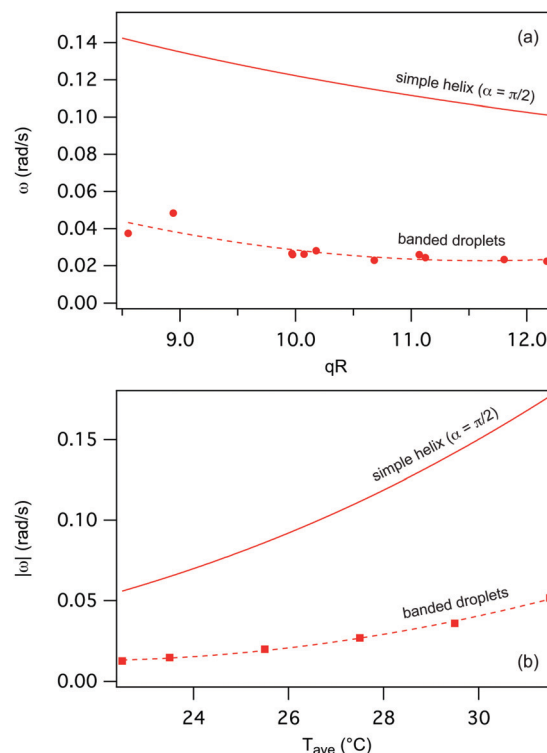 (a)
0.14
0.12
0.10
0.08
0.06
0.04
0.02
0.00
ω (rad/s)
simple helix (α = π/2)
banded droplets
9.0 10.0 11.0 12.0
qR
0.15
0.10
0.05
0.00
|ω| (rad/s)
simple helix (α = π/2)
banded droplets
(b)
24 26 28 30
Tave (°C)